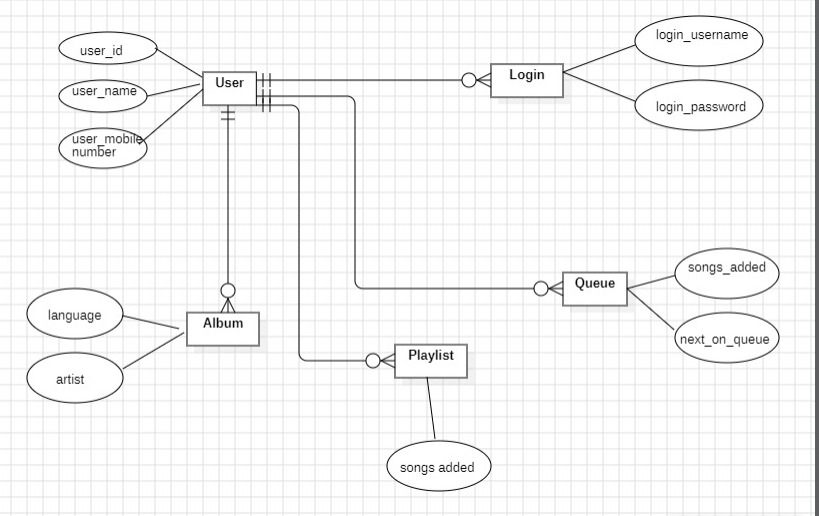 user_id
user_name
user_mobile
number
User
Login
login_username
login_password
language
artist
Album
Playlist
songs added
Queue
songs_added
next_on_queue